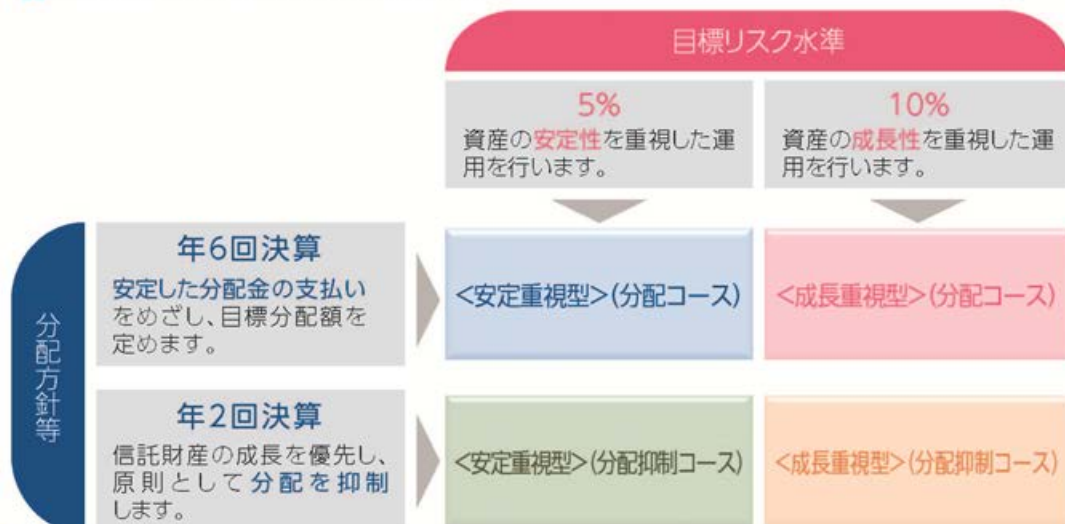 目標リスク水準
5%
資産の安定性を重視した運
用を行います。
10%
資産の成長性を重視した運
用を行います。
分配方針等
年6回決算
安定した分配金の支払い
をめざし、目標分配額を
定めます。
<安定重視型>(分配コース)
<成長重視型>(分配コース)
年2回決算
信託財産の成長を優先し、
原則として分配を抑制
します。
<安定重視型>(分配抑制コース)
<成長重視型>(分配抑制コース)